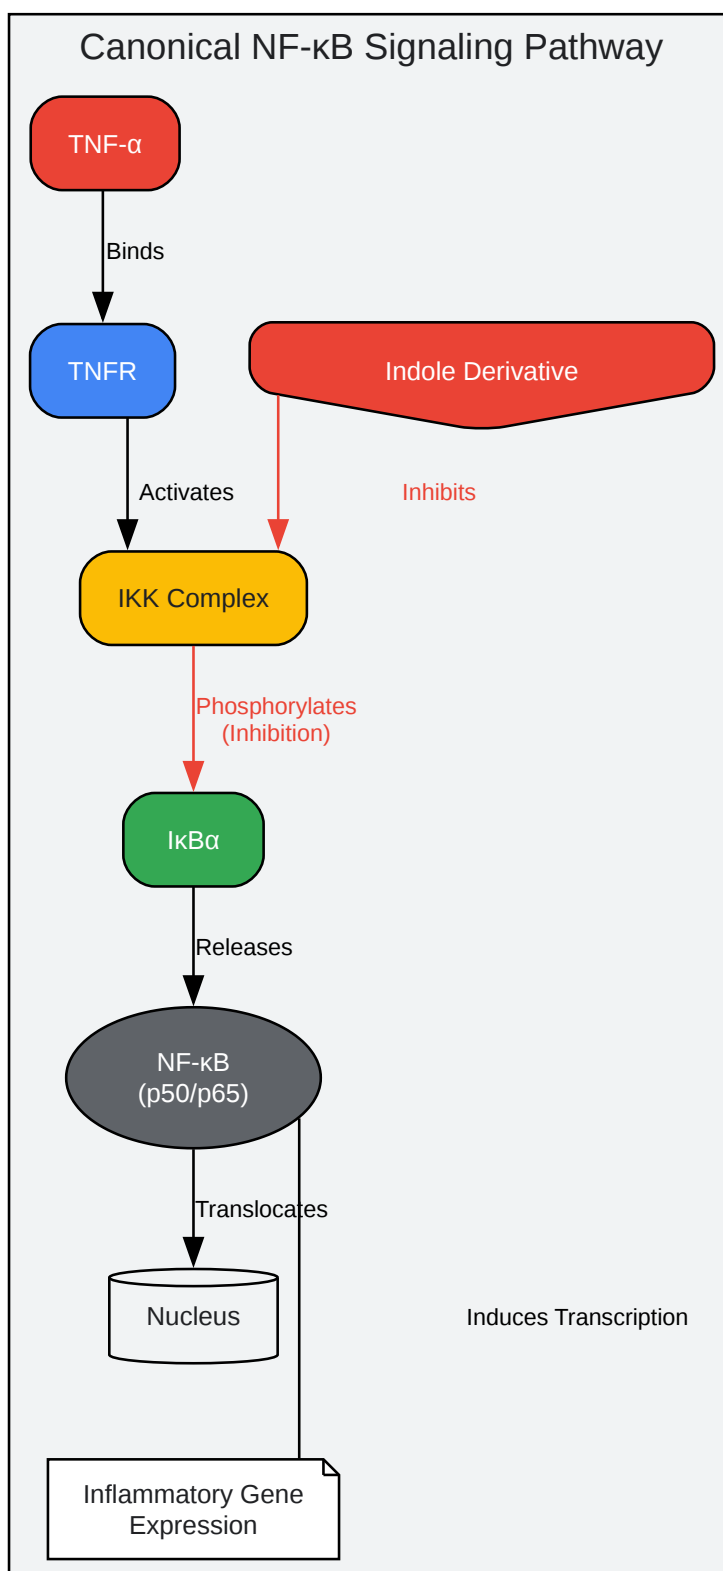 Canonical NF-κB Signaling Pathway
TNF-α
Binds
TNFR
Indole Derivative
Activates
Inhibits
IKK Complex
Phosphorylates
(Inhibition)
IκBα
Releases
NF-κB
(p50/p65)
Translocates
Nucleus
Induces Transcription
Inflammatory Gene
Expression